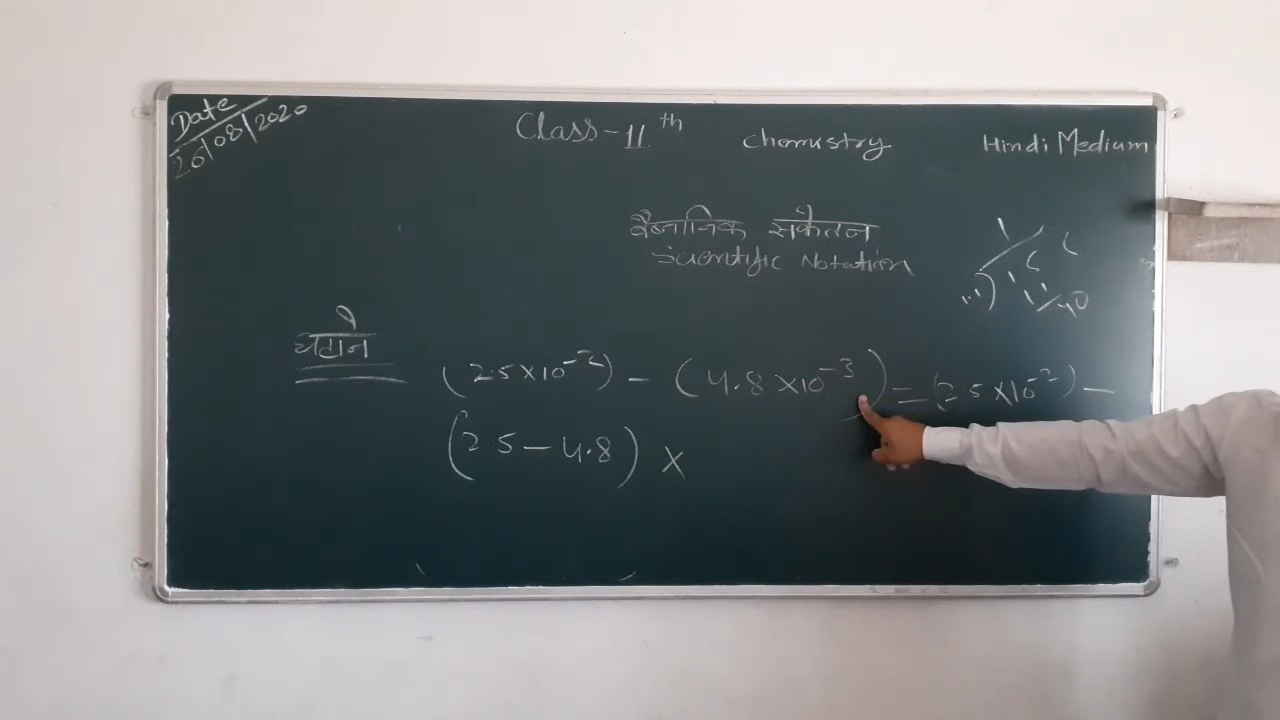 Date
26/08/2020
Class-11th Chemistry Hindi Medium
वैज्ञानिक संकेतन
Scientific Notation
घटाने
(2.5×10⁻²) – (4.8×10⁻³) = (2.5×10⁻²) –
(2.5 – 4.8) ×